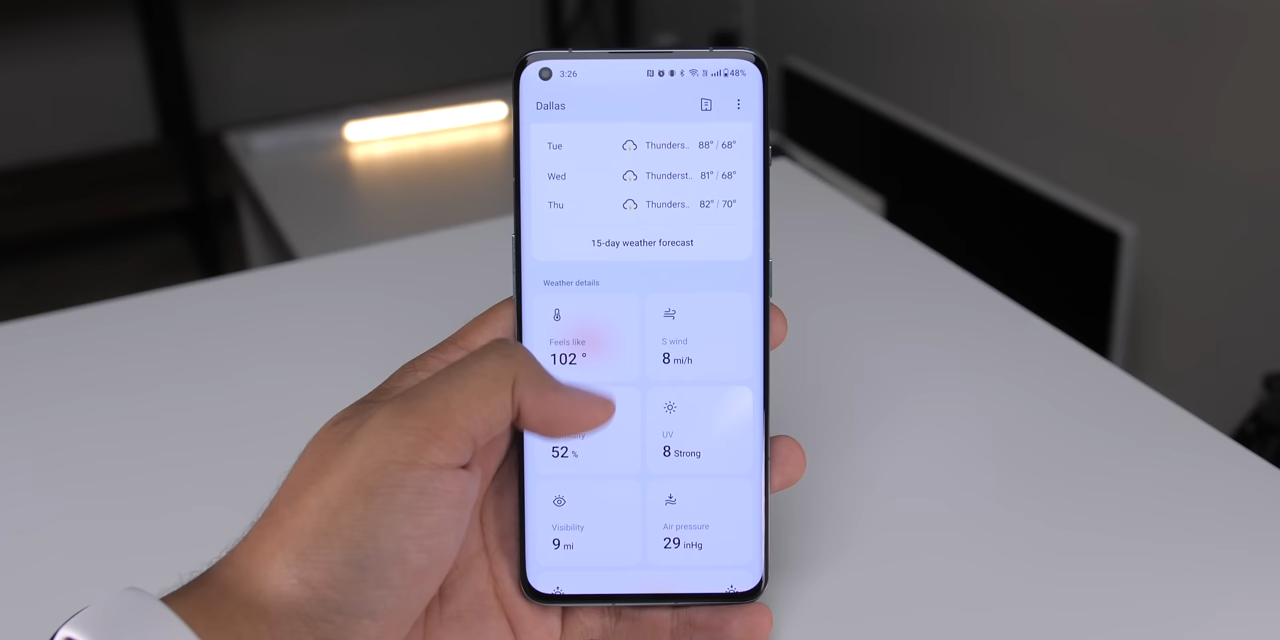 3:26 48%
Dallas
Tue Thunders.. 88° / 68°
Wed Thunderst.. 81° / 68°
Thu Thunders.. 82° / 70°
15-day weather forecast
Weather details
Feels like S wind
102 ° 8 mi/h
UV
52 % 8 Strong
Visibility Air pressure
9 mi 29 inHg